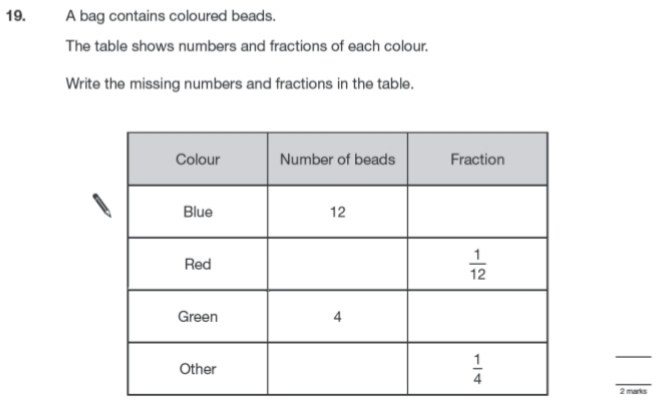 19. A bag contains coloured beads.
The table shows numbers and fractions of each colour.
Write the missing numbers and fractions in the table.
Colour Number of beads Fraction
Blue 12
Red 1/12
Green 4
Other 1/4
2 marks